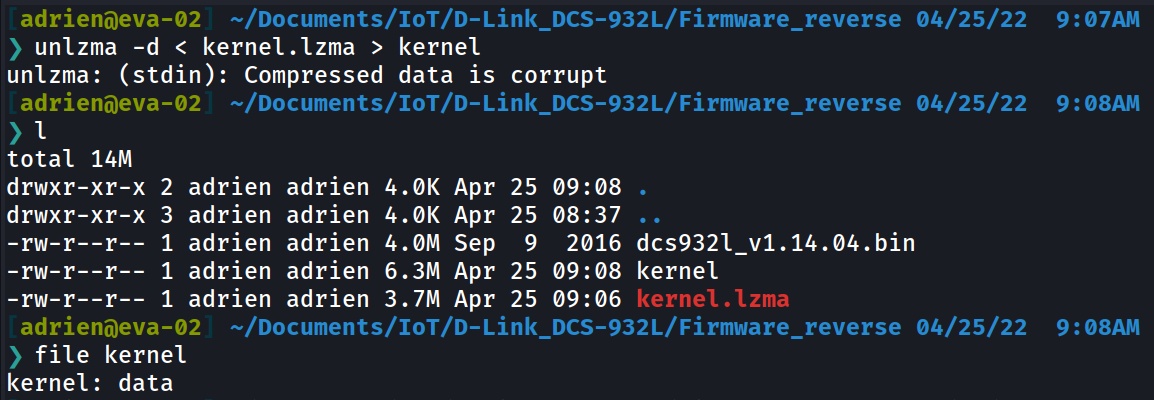 [adrien@eva-02] ~/Documents/IoT/D-Link_DCS-932L/Firmware_reverse 04/25/22  9:07AM
❯ unlzma -d < kernel.lzma > kernel
unlzma: (stdin): Compressed data is corrupt
[adrien@eva-02] ~/Documents/IoT/D-Link_DCS-932L/Firmware_reverse 04/25/22  9:08AM
❯ l
total 14M
drwxr-xr-x 2 adrien adrien 4.0K Apr 25 09:08 .
drwxr-xr-x 3 adrien adrien 4.0K Apr 25 08:37 ..
-rw-r--r-- 1 adrien adrien 4.0M Sep  9  2016 dcs932l_v1.14.04.bin
-rw-r--r-- 1 adrien adrien 6.3M Apr 25 09:08 kernel
-rw-r--r-- 1 adrien adrien 3.7M Apr 25 09:06 kernel.lzma
[adrien@eva-02] ~/Documents/IoT/D-Link_DCS-932L/Firmware_reverse 04/25/22  9:08AM
❯ file kernel
kernel: data